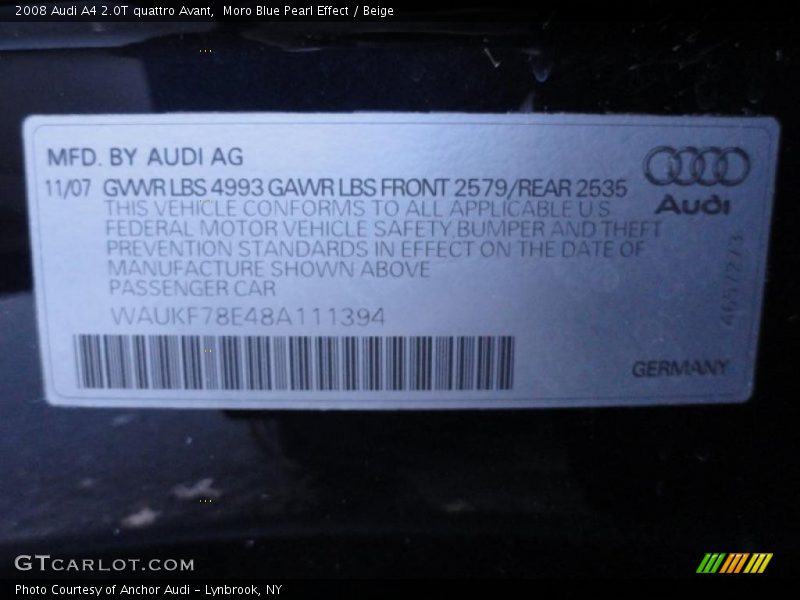 2008 Audi A4 2.0T quattro Avant,  Moro Blue Pearl Effect / Beige
MFD. BY AUDI AG
11/07 GVWR LBS 4993 GAWR LBS FRONT 2579/REAR 2535
THIS VEHICLE CONFORMS TO ALL APPLICABLE U S
FEDERAL MOTOR VEHICLE SAFETY,BUMPER AND THEFT
PREVENTION STANDARDS IN EFFECT ON THE DATE OF
MANUFACTURE SHOWN ABOVE
PASSENGER CAR
WAUKF78E48A111394
Audi
4657273
GERMANY
GTCARLOT.COM
Photo Courtesy of Anchor Audi - Lynbrook, NY